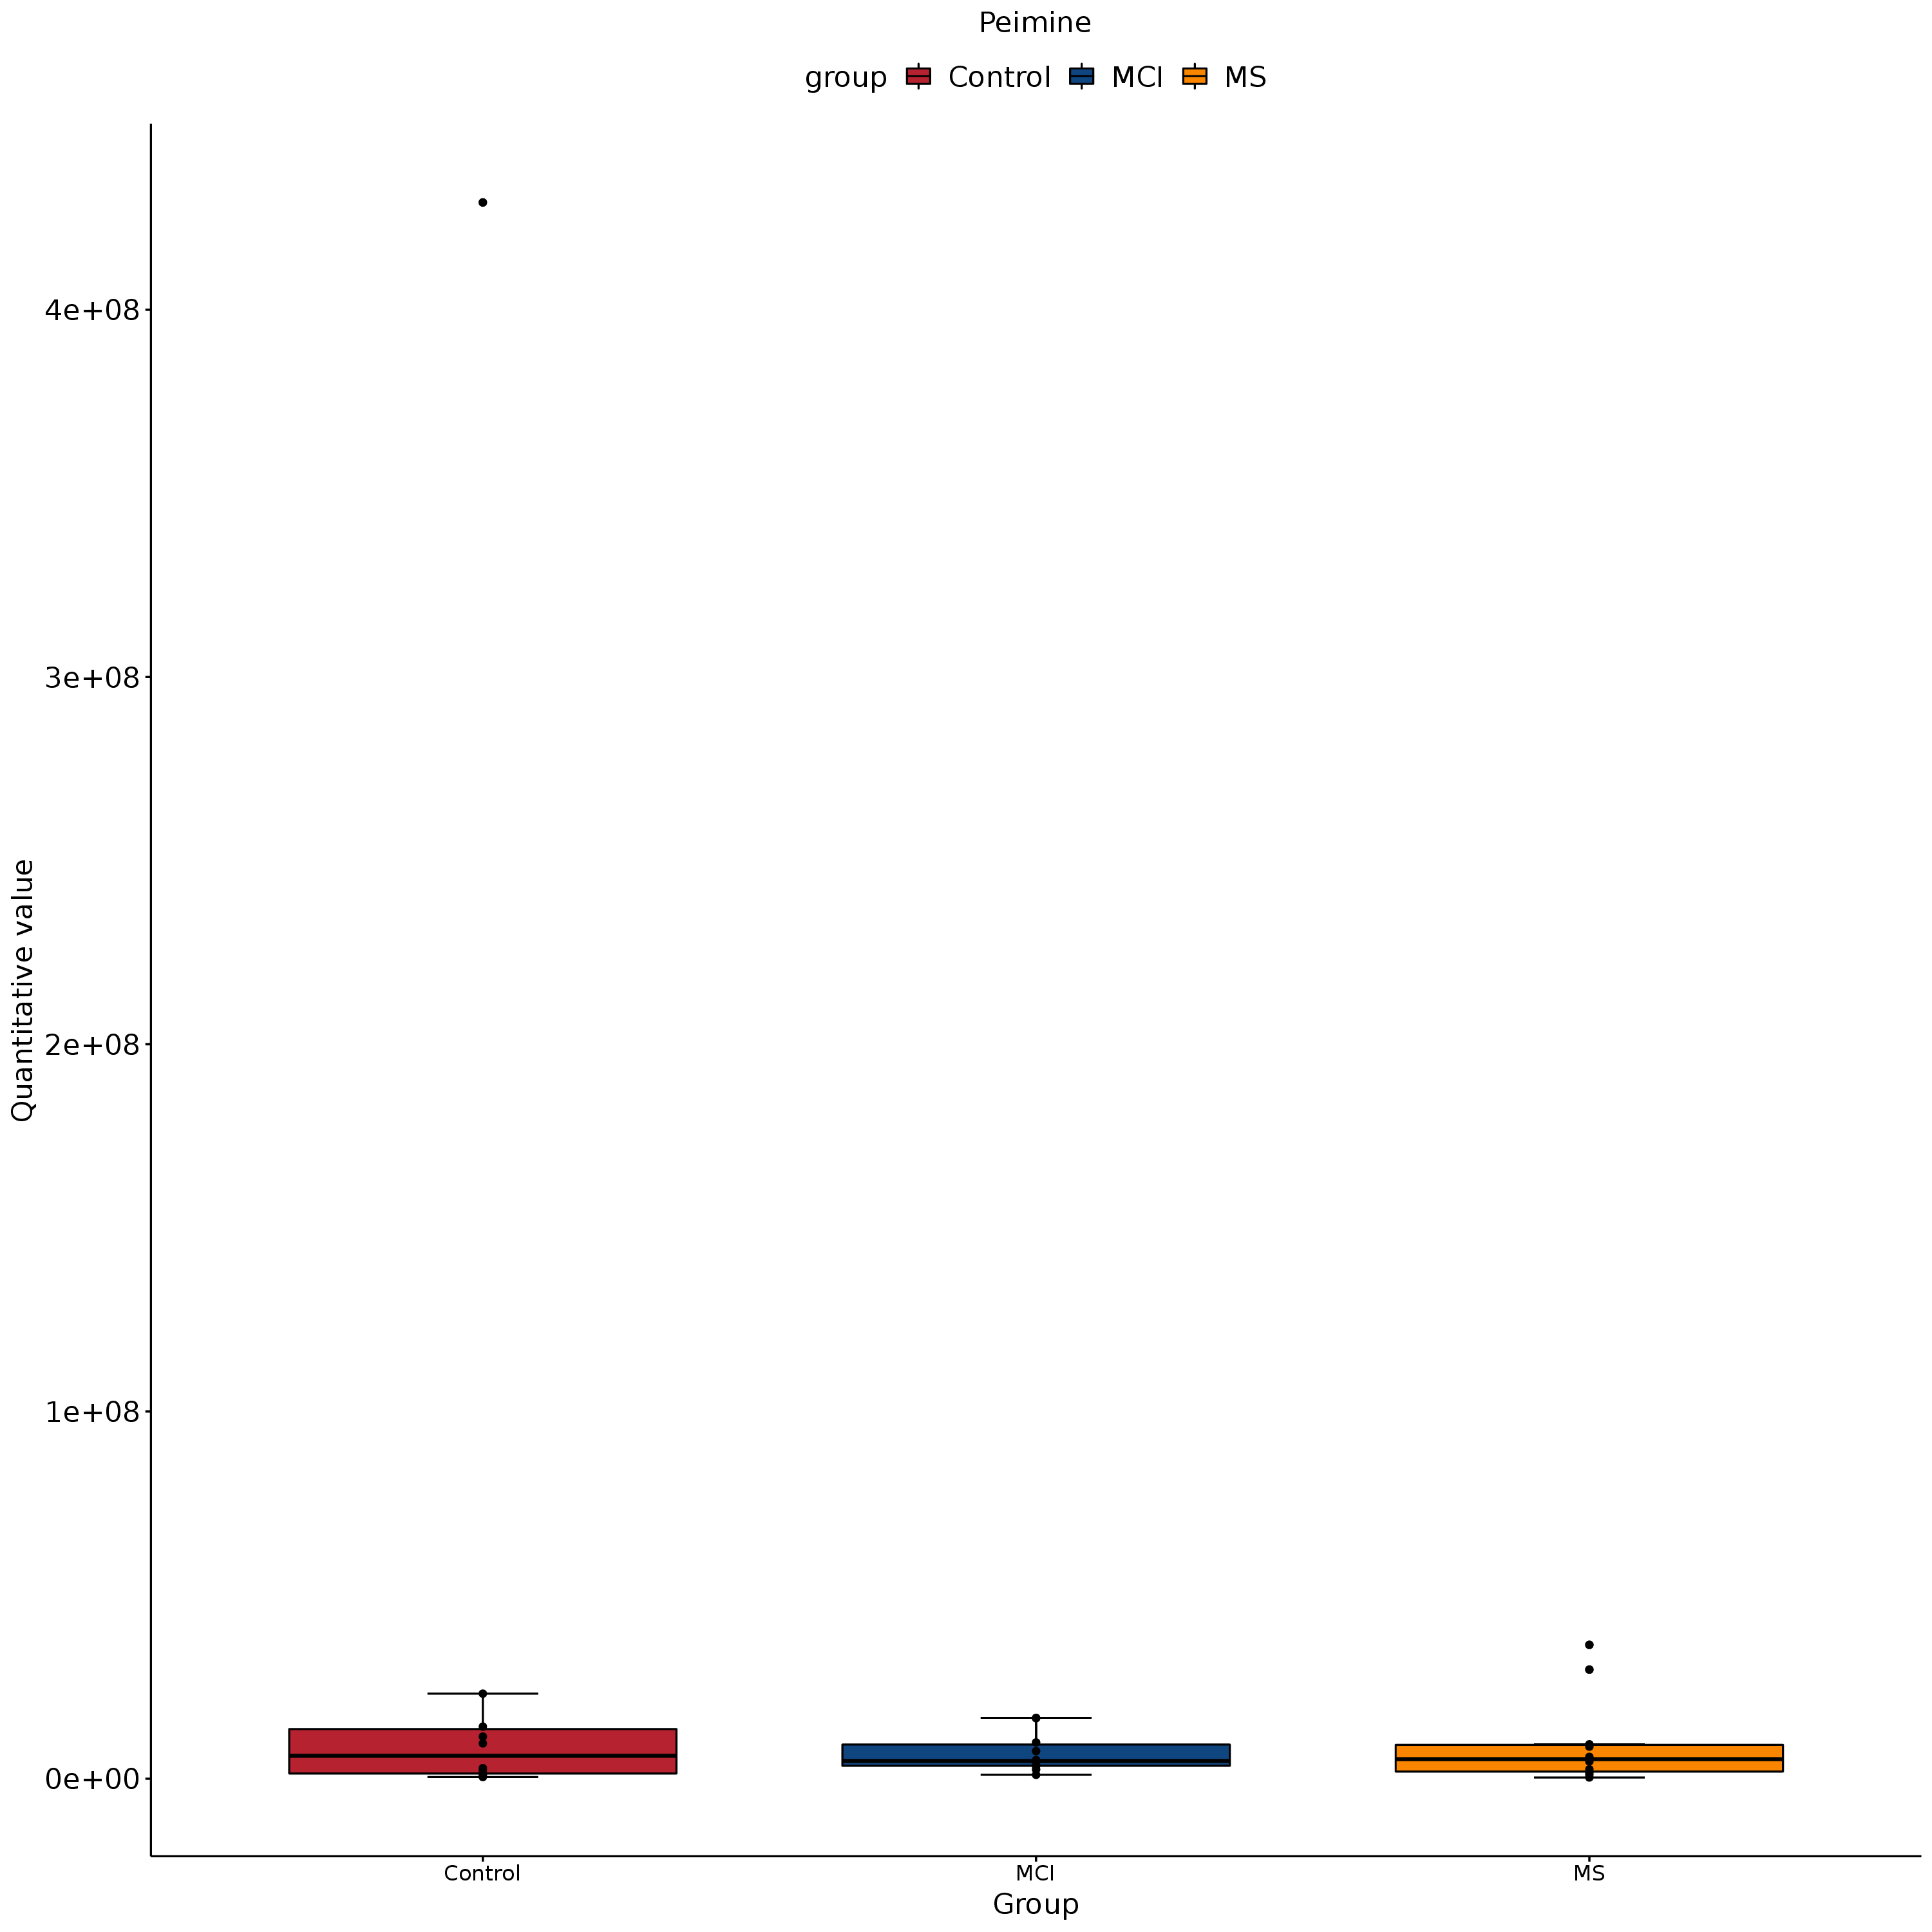 Peimine
group Control MCI MS
4e+08
3e+08
2e+08
1e+08
0e+00
Quantitative value
Control MCI MS
Group